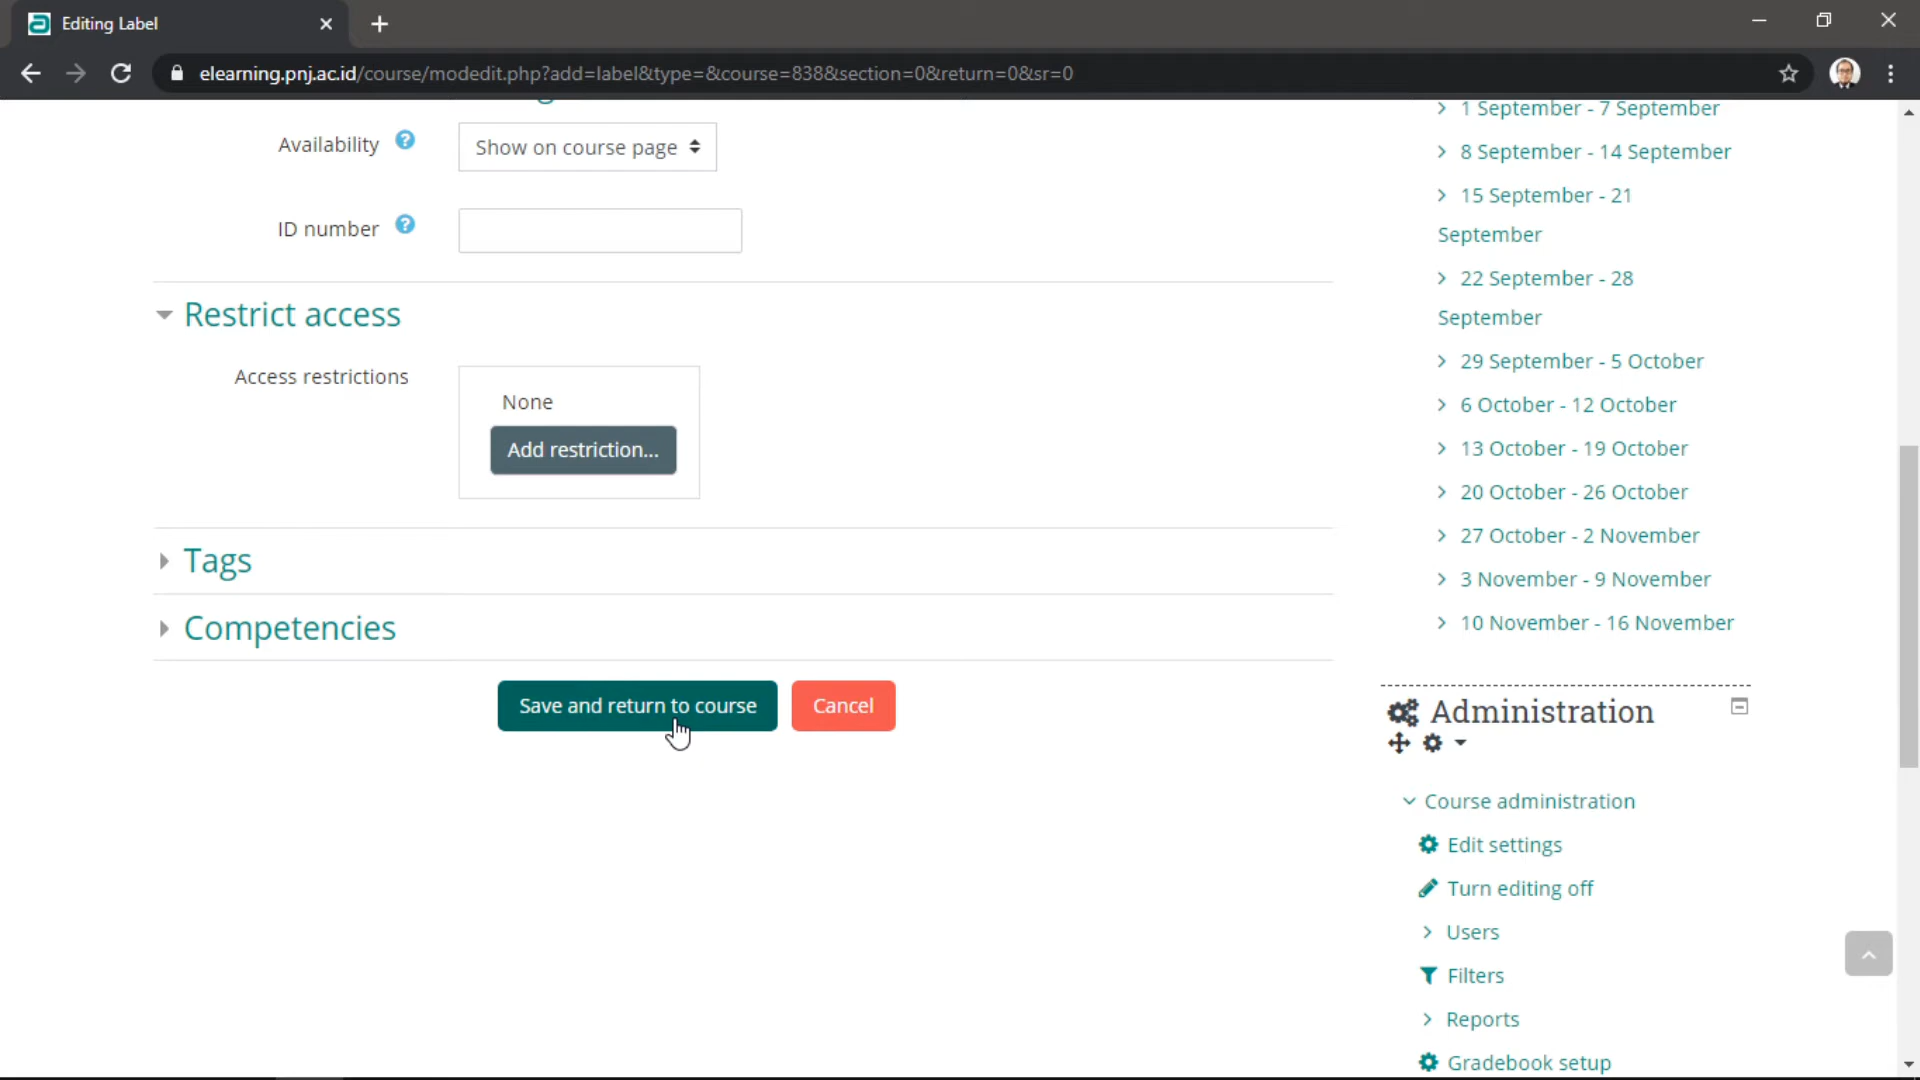 Editing Label
elearning.pnj.ac.id/course/modedit.php?add=label&type=&course=838&section=0&return=0&sr=0
Availability
Show on course page
ID number
Restrict access
Access restrictions
None
Add restriction...
Tags
Competencies
Save and return to course
Cancel
1 September - 7 September
8 September - 14 September
15 September - 21
September
22 September - 28
September
29 September - 5 October
6 October - 12 October
13 October - 19 October
20 October - 26 October
27 October - 2 November
3 November - 9 November
10 November - 16 November
Administration
Course administration
Edit settings
Turn editing off
Users
Filters
Reports
Gradebook setup